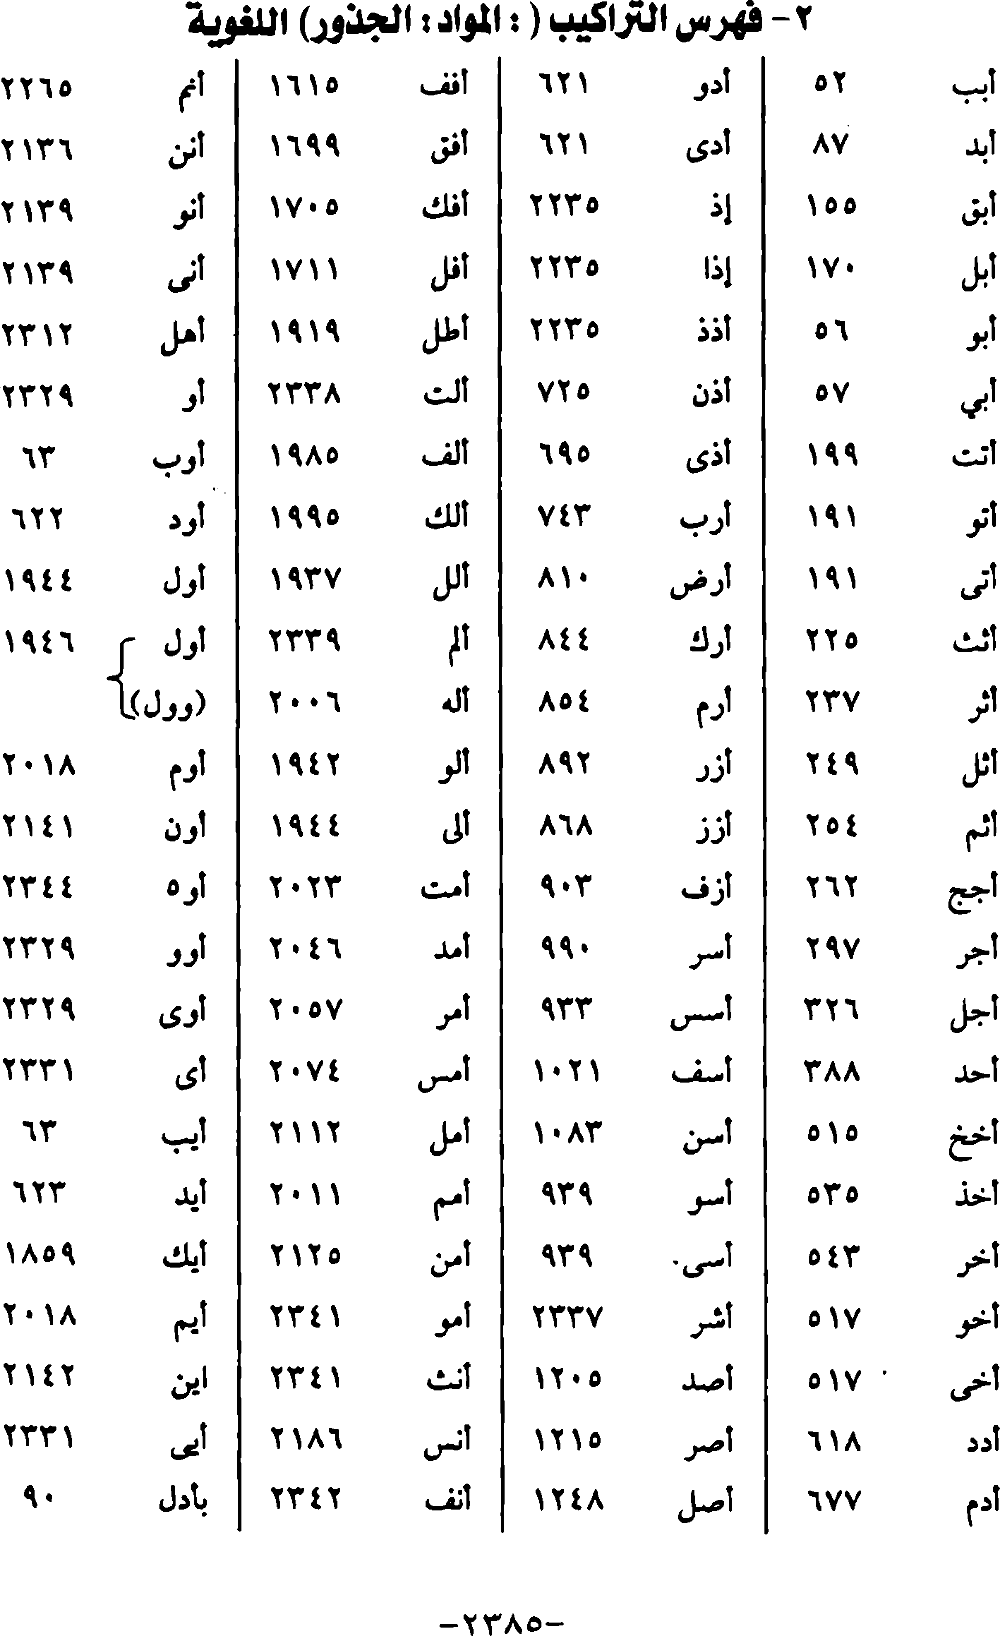 ٢- فهرس التراكيب ( : المواد : الجذور) اللغوية
أبب ٥٢
أبد ٨٧
أبق ١٥٥
أبل ١٧٠
أبو ٥٦
أبي ٥٧
أتت ١٩٩
أتو ١٩١
أتى ١٩١
أثث ٢٢٥
أثر ٢٣٧
أثل ٢٤٩
أثم ٢٥٤
أجج ٢٦٢
أجر ٢٩٧
أجل ٣٢٦
أحد ٣٨٨
أخخ ٥١٥
أخذ ٥٣٥
أخر ٥٤٣
أخو ٥١٧
أخى ٥١٧
أدد ٦١٨
أدم ٦٧٧
أدو ٦٢١
أدى ٦٢١
إذ ٢٢٣٥
إذا ٢٢٣٥
أذذ ٢٢٣٥
أذن ٧٢٥
أذى ٦٩٥
أرب ٧٤٣
أرض ٨١٠
أرك ٨٤٤
أرم ٨٥٤
أزر ٨٩٢
أزز ٨٦٨
أزف ٩٠٣
أسر ٩٩٠
أسس ٩٣٣
أسف ١٠٢١
أسن ١٠٨٣
أسو ٩٣٩
أسى ٩٣٩
أشر ٢٣٣٧
أصد ١٢٠٥
أصر ١٢١٥
أصل ١٢٤٨
أفف ١٦١٥
أفق ١٦٩٩
أفك ١٧٠٥
أفل ١٧١١
أطل ١٩١٩
ألت ٢٣٣٨
ألف ١٩٨٥
ألك ١٩٩٥
ألل ١٩٣٧
ألم ٢٣٣٩
أله ٢٠٠٦
ألو ١٩٤٢
ألى ١٩٤٤
أمت ٢٠٢٣
أمد ٢٠٤٦
أمر ٢٠٥٧
أمس ٢٠٧٤
أمل ٢١١٢
أمم ٢٠١١
أمن ٢١٢٥
أمو ٢٣٤١
أنث ٢٣٤١
أنس ٢١٨٦
أنف ٢٣٤٢
أنم ٢٢٦٥
أنن ٢١٣٦
أنو ٢١٣٩
أنى ٢١٣٩
أهل ٢٣١٢
أو ٢٣٢٩
أوب ٦٣
أود ٦٢٢
أول ١٩٤٤
أول ١٩٤٦
(وول)
أوم ٢٠١٨
أون ٢١٤١
أوه ٢٣٤٤
أوو ٢٣٢٩
أوى ٢٣٢٩
أى ٢٣٣١
أيب ٦٣
أيد ٦٢٣
أيك ١٨٥٩
أيم ٢٠١٨
اين ٢١٤٢
أيى ٢٣٣١
بأدل ٩٠
-٢٣٨٥-